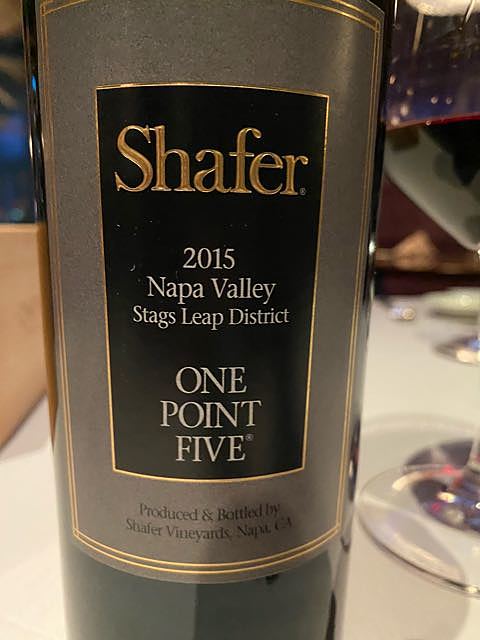 Shafer®
2015
Napa Valley
Stags Leap District
ONE
POINT
FIVE®
Produced & Bottled by
Shafer Vineyards, Napa, CA